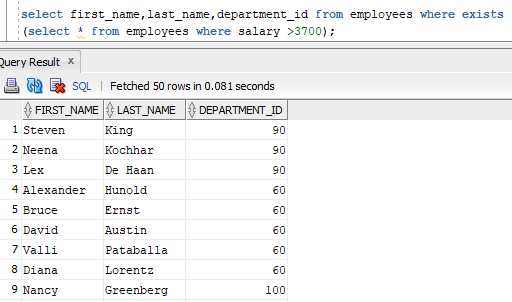 select first_name,last_name,department_id from employees where exists
(select * from employees where salary >3700);
Query Result x
SQL | Fetched 50 rows in 0.081 seconds
FIRST_NAME LAST_NAME DEPARTMENT_ID
1 Steven King 90
2 Neena Kochhar 90
3 Lex De Haan 90
4 Alexander Hunold 60
5 Bruce Ernst 60
6 David Austin 60
7 Valli Pataballa 60
8 Diana Lorentz 60
9 Nancy Greenberg 100